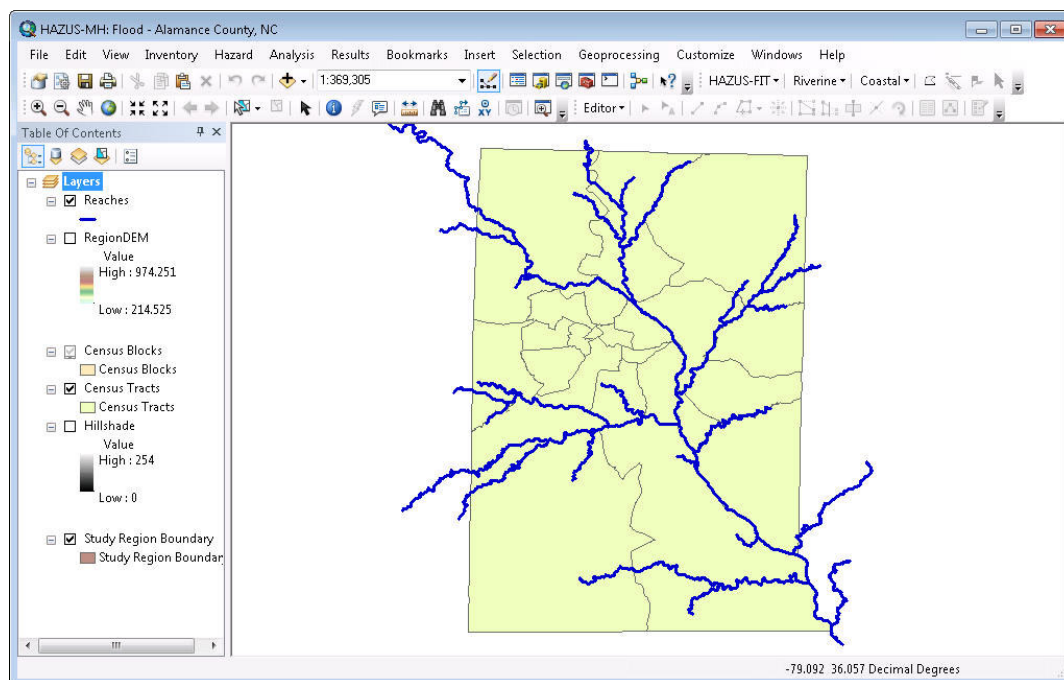 HAZUS-MH: Flood - Alamance County, NC
File Edit View Inventory Hazard Analysis Results Bookmarks Insert Selection Geoprocessing Customize Windows Help
1:369,305 HAZUS-FIT Riverine Coastal
Editor
Table Of Contents
Layers
Reaches
RegionDEM
Value
High : 974.251
Low : 214.525
Census Blocks
Census Blocks
Census Tracts
Census Tracts
Hillshade
Value
High : 254
Low : 0
Study Region Boundary
Study Region Boundar
-79.092 36.057 Decimal Degrees